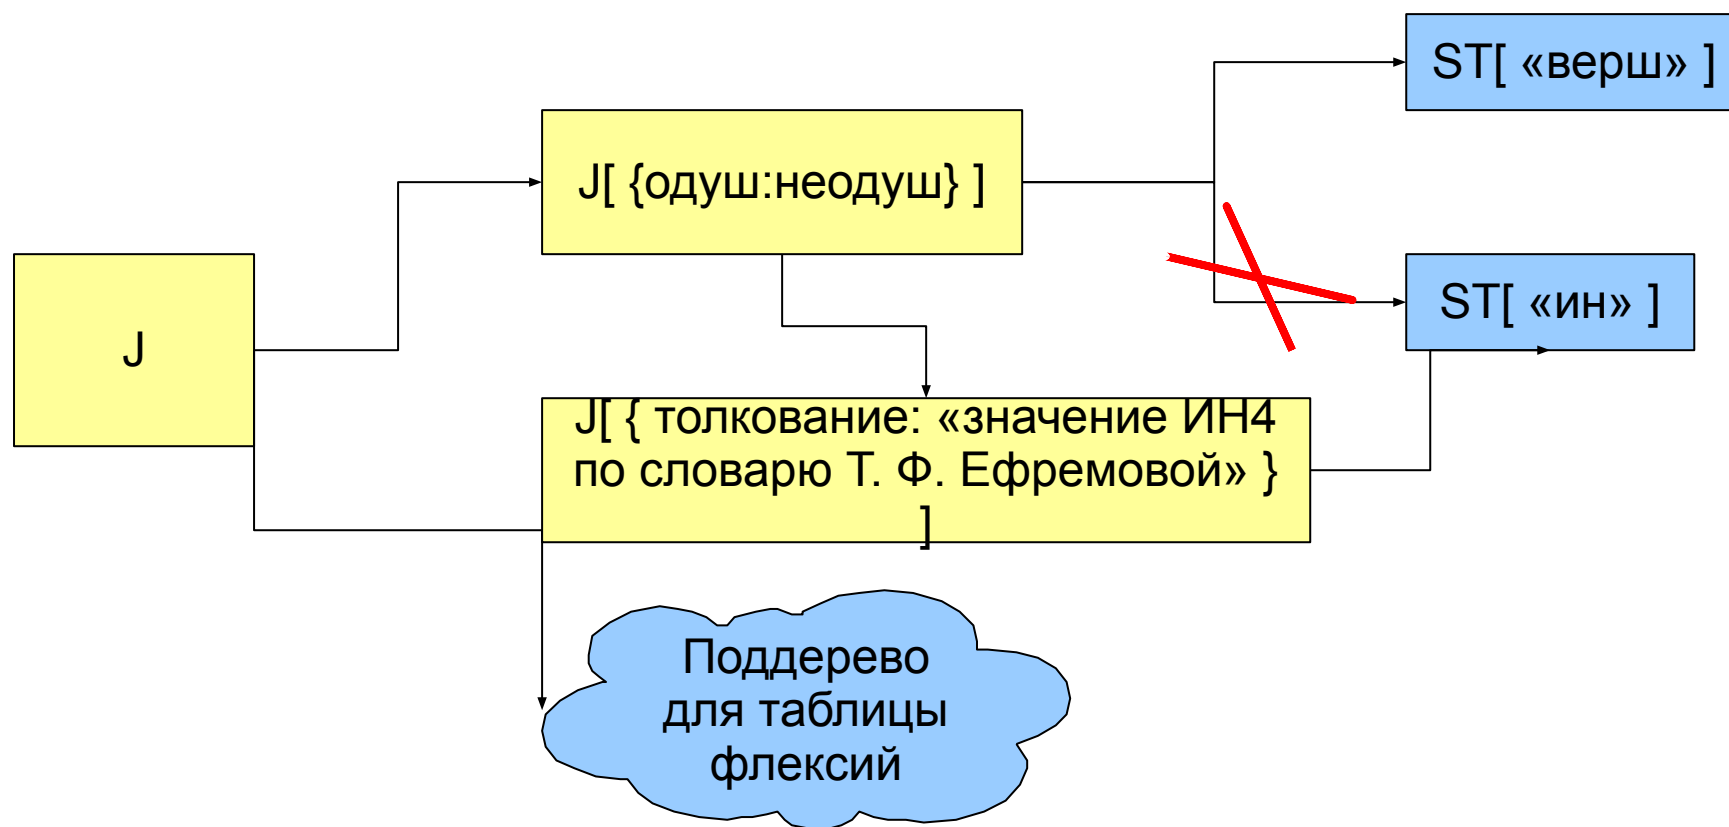 ST[ «верш» ]
J[ {одуш:неодуш} ]
ST[ «ин» ]
J
J[ { толкование: «значение ИН4
по словарю Т. Ф. Ефремовой» }
]
Поддерево
для таблицы
флексий